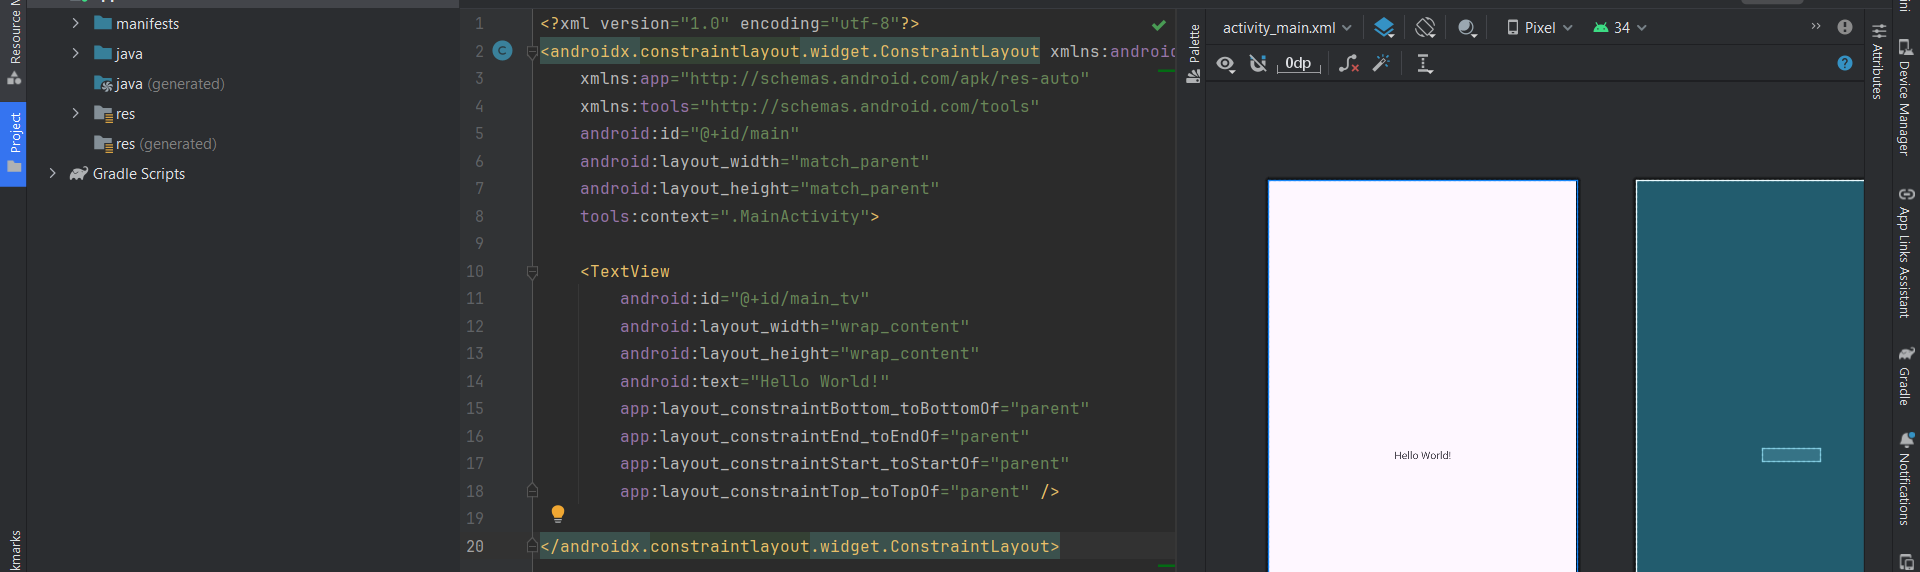 Resource M
Project
kmarks
manifests
java
java (generated)
res
res (generated)
Gradle Scripts
1 <?xml version="1.0" encoding="utf-8"?>
2 <androidx.constraintlayout.widget.ConstraintLayout xmlns:android
3 xmlns:app="http://schemas.android.com/apk/res-auto"
4 xmlns:tools="http://schemas.android.com/tools"
5 android:id="@+id/main"
6 android:layout_width="match_parent"
7 android:layout_height="match_parent"
8 tools:context=".MainActivity">
9
10 <TextView
11 android:id="@+id/main_tv"
12 android:layout_width="wrap_content"
13 android:layout_height="wrap_content"
14 android:text="Hello World!"
15 app:layout_constraintBottom_toBottomOf="parent"
16 app:layout_constraintEnd_toEndOf="parent"
17 app:layout_constraintStart_toStartOf="parent"
18 app:layout_constraintTop_toTopOf="parent" />
19
20 </androidx.constraintlayout.widget.ConstraintLayout>
Palette
activity_main.xml
Pixel
34
0dp
Hello World!
Attributes
Device Manager
App Links Assistant
Gradle
Notifications